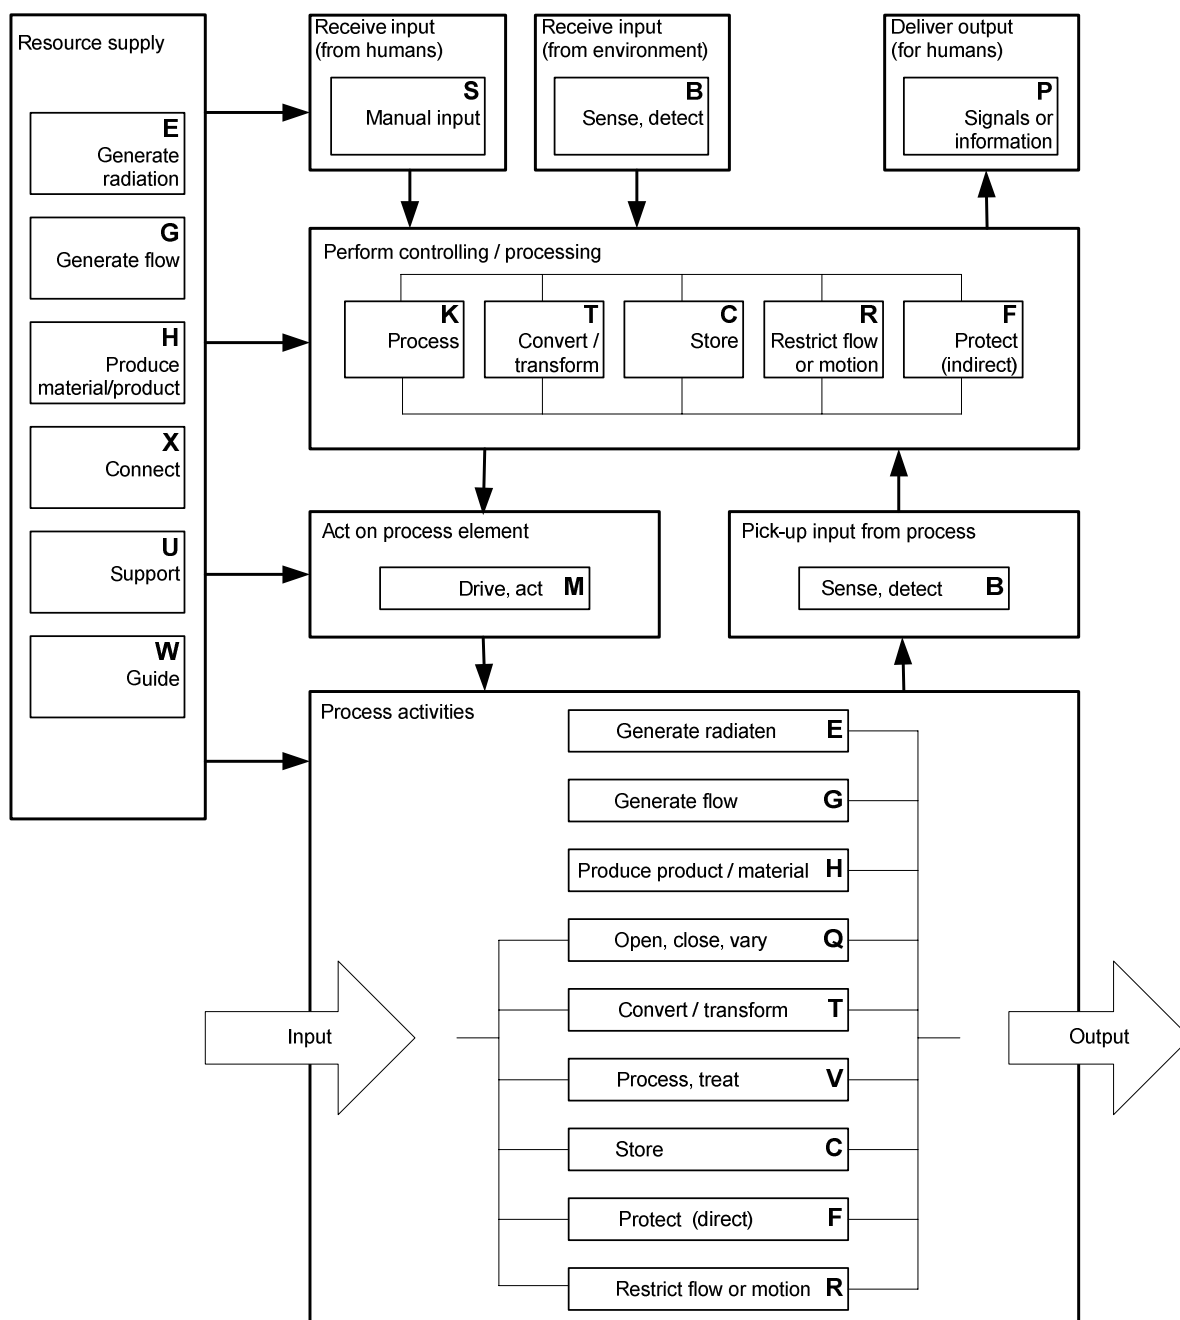 Resource supply
E
Generate
radiation
G
Generate flow
H
Produce
material/product
X
Connect
U
Support
W
Guide
Receive input
(from humans)
S
Manual input
Receive input
(from environment)
B
Sense, detect
Deliver output
(for humans)
P
Signals or
information
Perform controlling / processing
K
Process
T
Convert /
transform
C
Store
R
Restrict flow
or motion
F
Protect
(indirect)
Act on process element
Drive, act M
Pick-up input from process
Sense, detect B
Process activities
Generate radiaten E
Generate flow G
Produce product / material H
Open, close, vary Q
Convert / transform T
Process, treat V
Store C
Protect (direct) F
Restrict flow or motion R
Input
Output